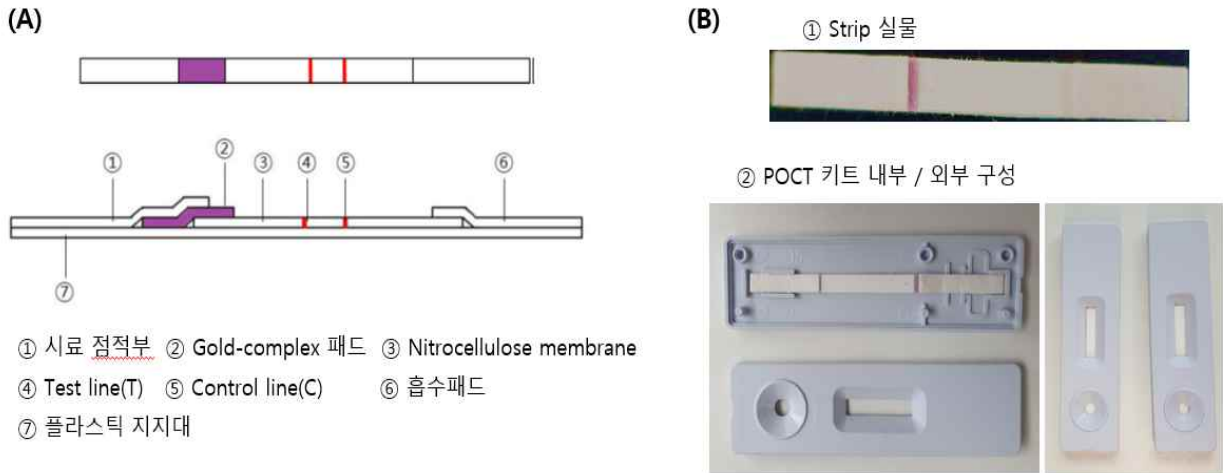 (A)
①
②
③
④
⑤
⑥
⑦
① 시료 점적부 ② Gold-complex 패드 ③ Nitrocellulose membrane
④ Test line(T) ⑤ Control line(C) ⑥ 흡수패드
⑦ 플라스틱 지지대
(B)
① Strip 실물
② POCT 키트 내부 / 외부 구성